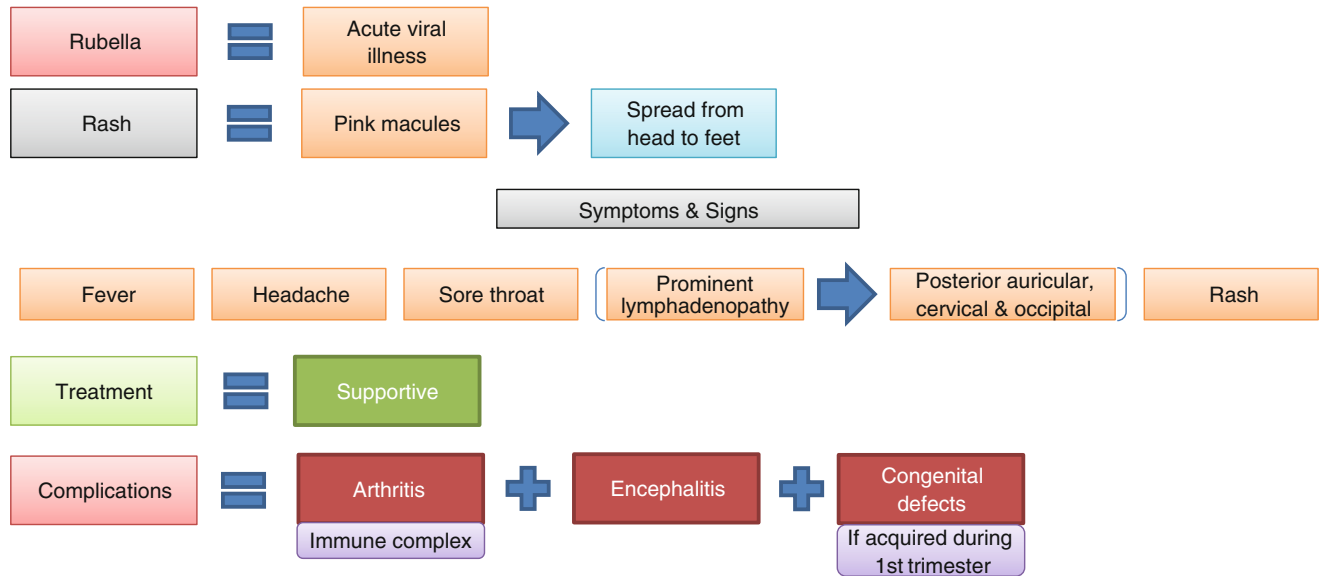 Rubella
Acute viral
illness
Rash
Pink macules
Spread from
head to feet
Symptoms & Signs
Fever
Headache
Sore throat
Prominent
lymphadenopathy
Posterior auricular,
cervical & occipital
Rash
Treatment
Supportive
Complications
Arthritis
Immune complex
Encephalitis
Congenital
defects
If acquired during
1st trimester